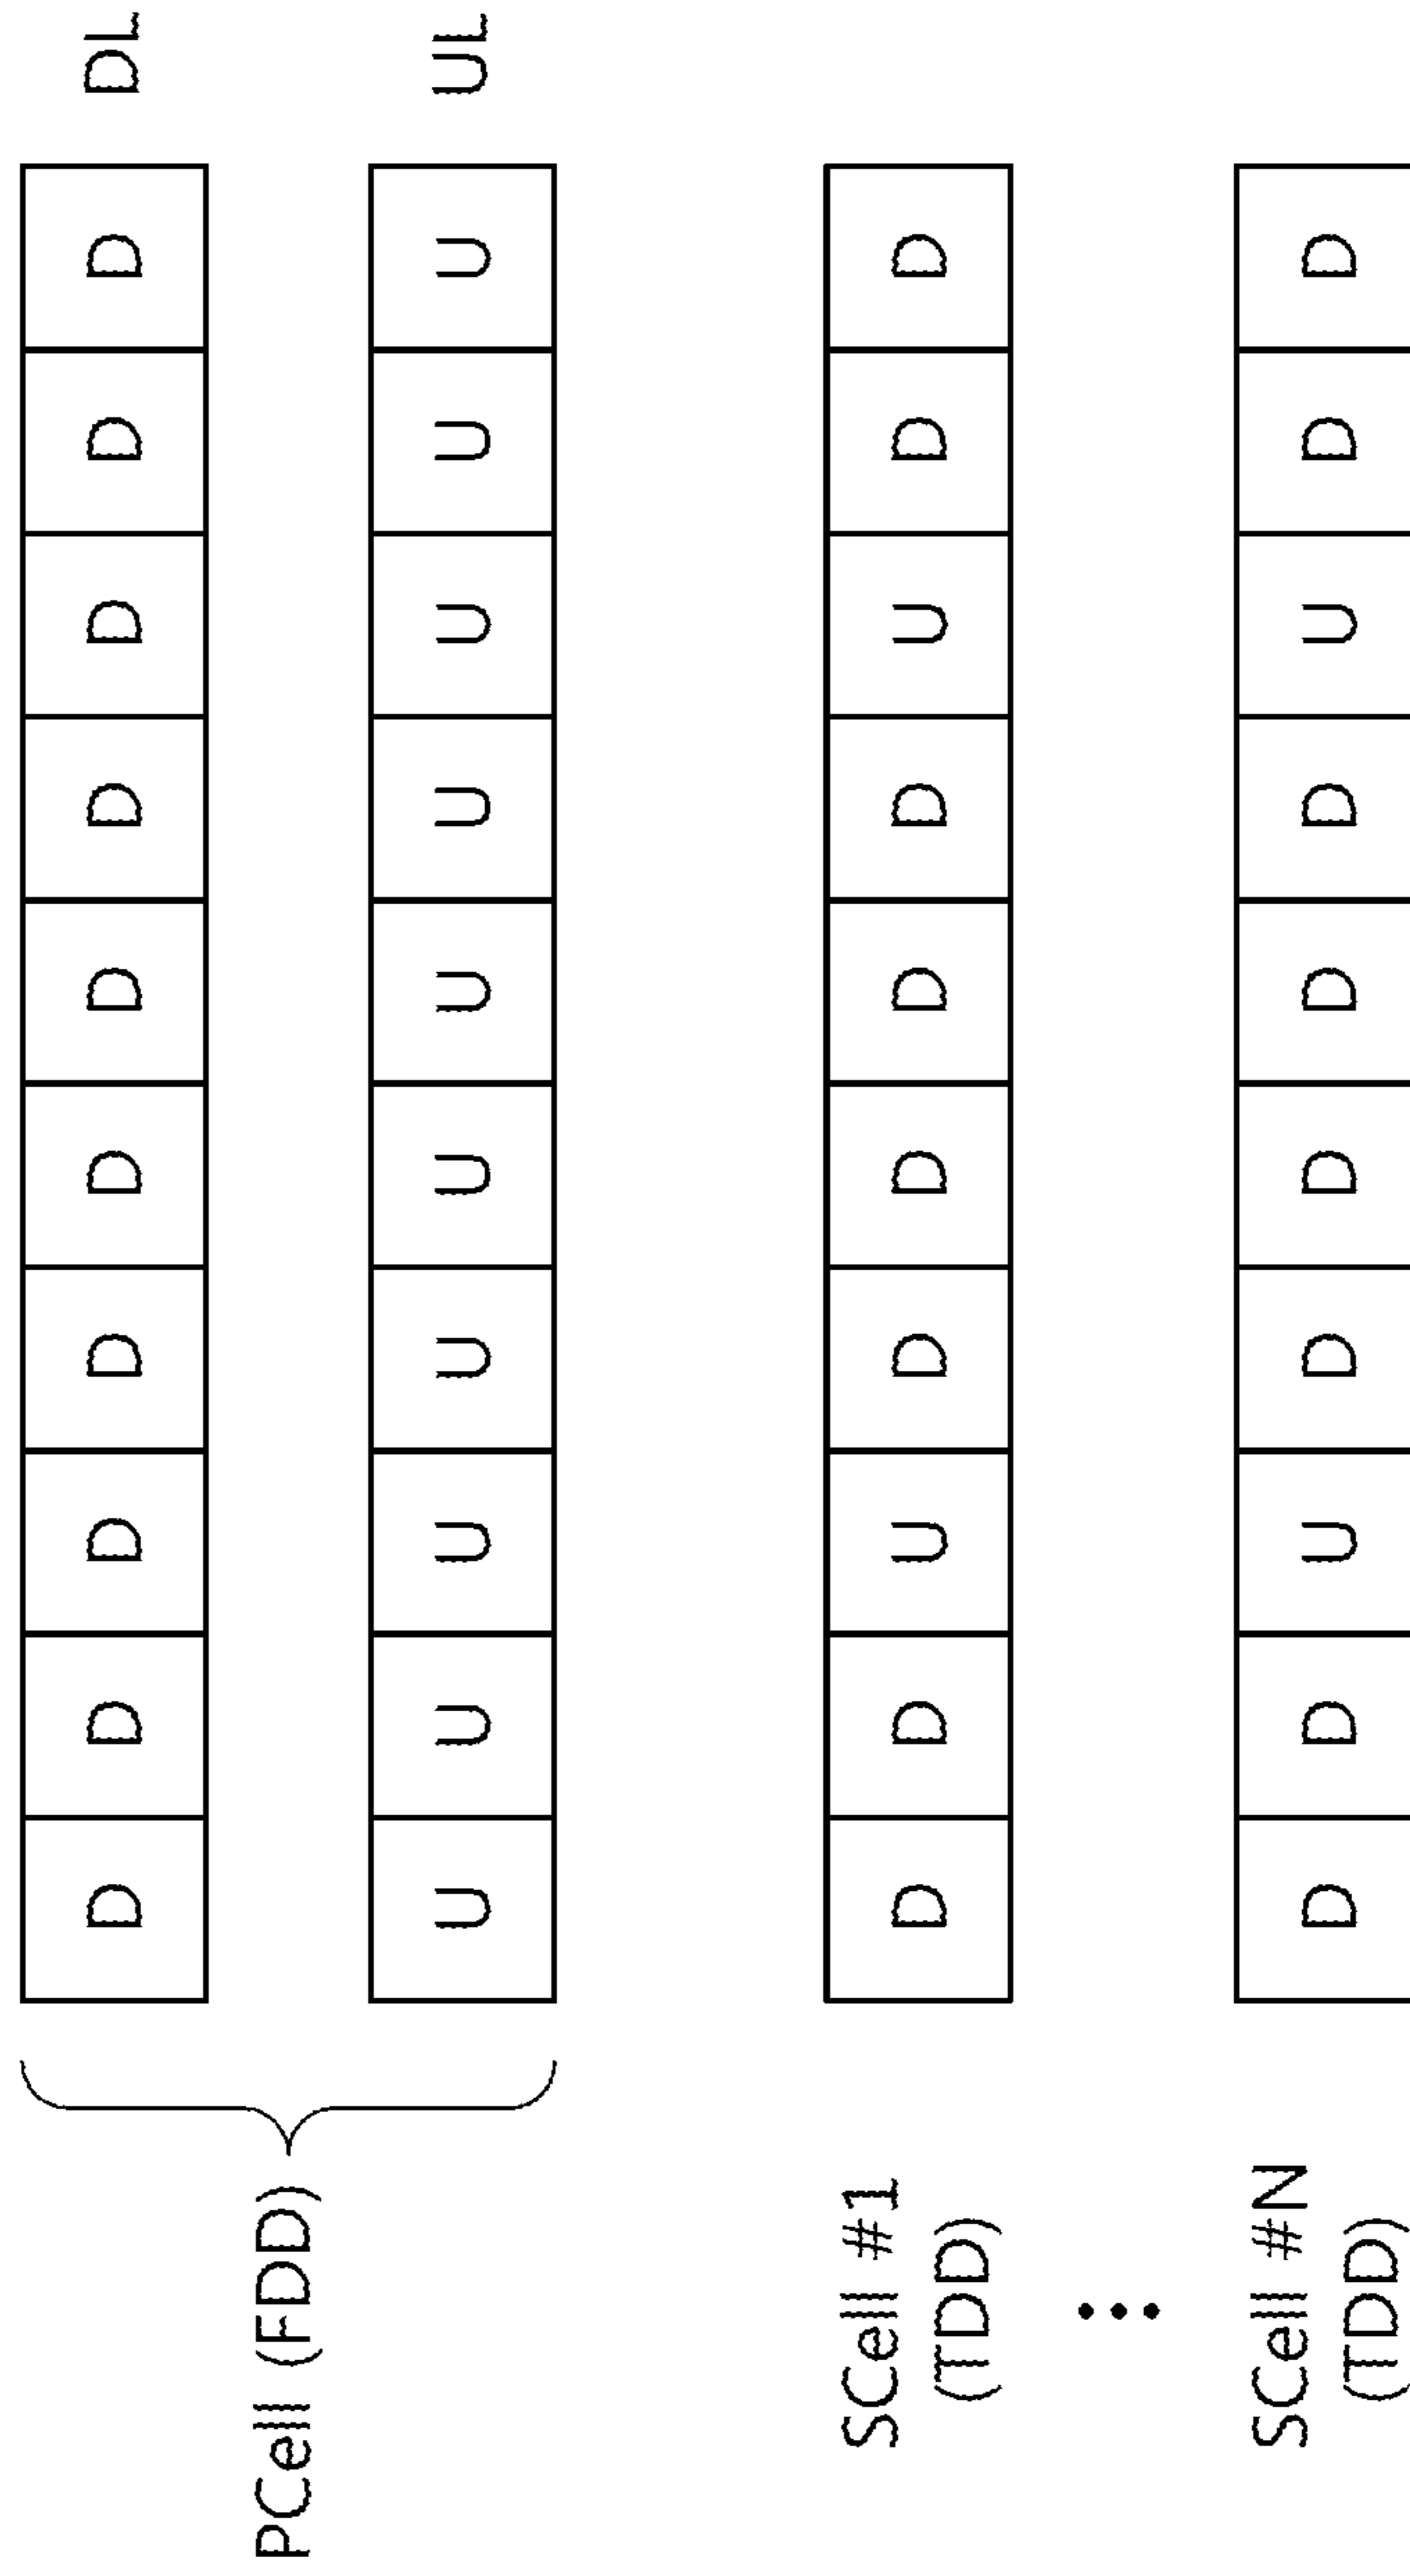 D D D D D D D D D D DL
PCell (FDD)
U U U U U U U U U U UL
SCell #1
(TDD)
D D U D D D D U D D
SCell #N
(TDD)
D D U D D D D U D D